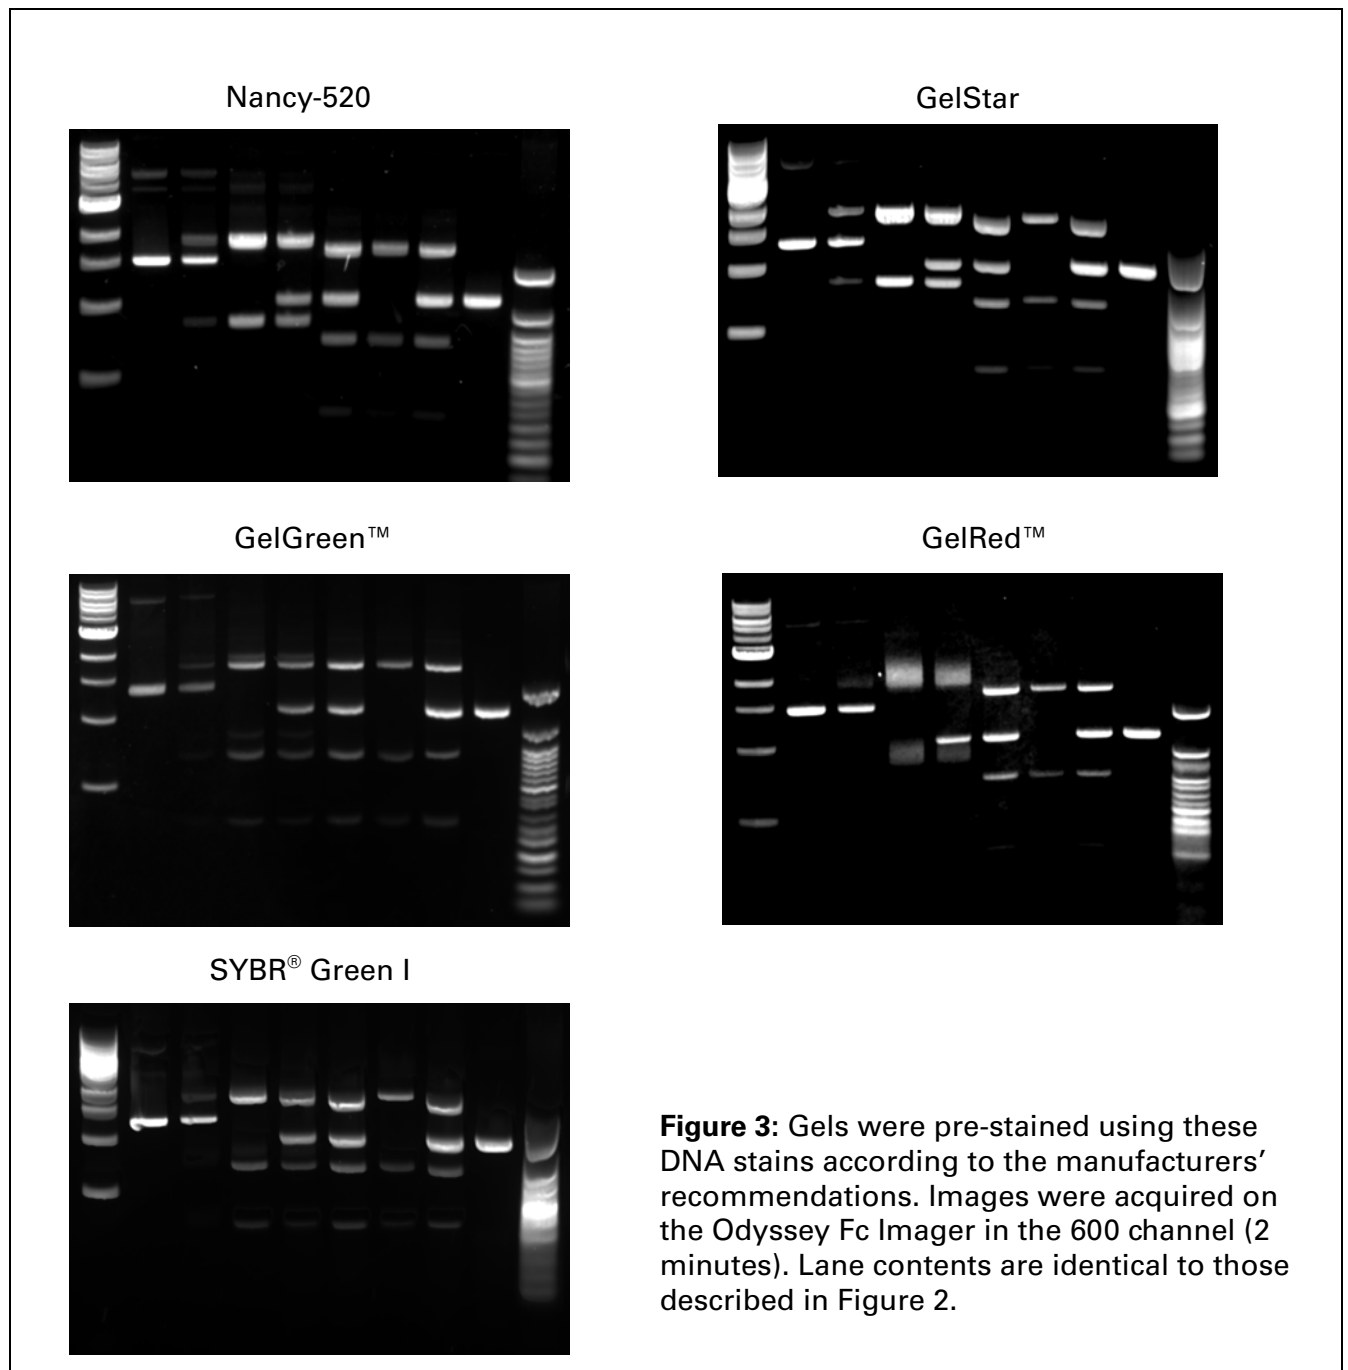 Nancy-520
GelStar
GelGreen™
GelRed™
SYBR® Green I
Figure 3: Gels were pre-stained using these
DNA stains according to the manufacturers’
recommendations. Images were acquired on
the Odyssey Fc Imager in the 600 channel (2
minutes). Lane contents are identical to those
described in Figure 2.